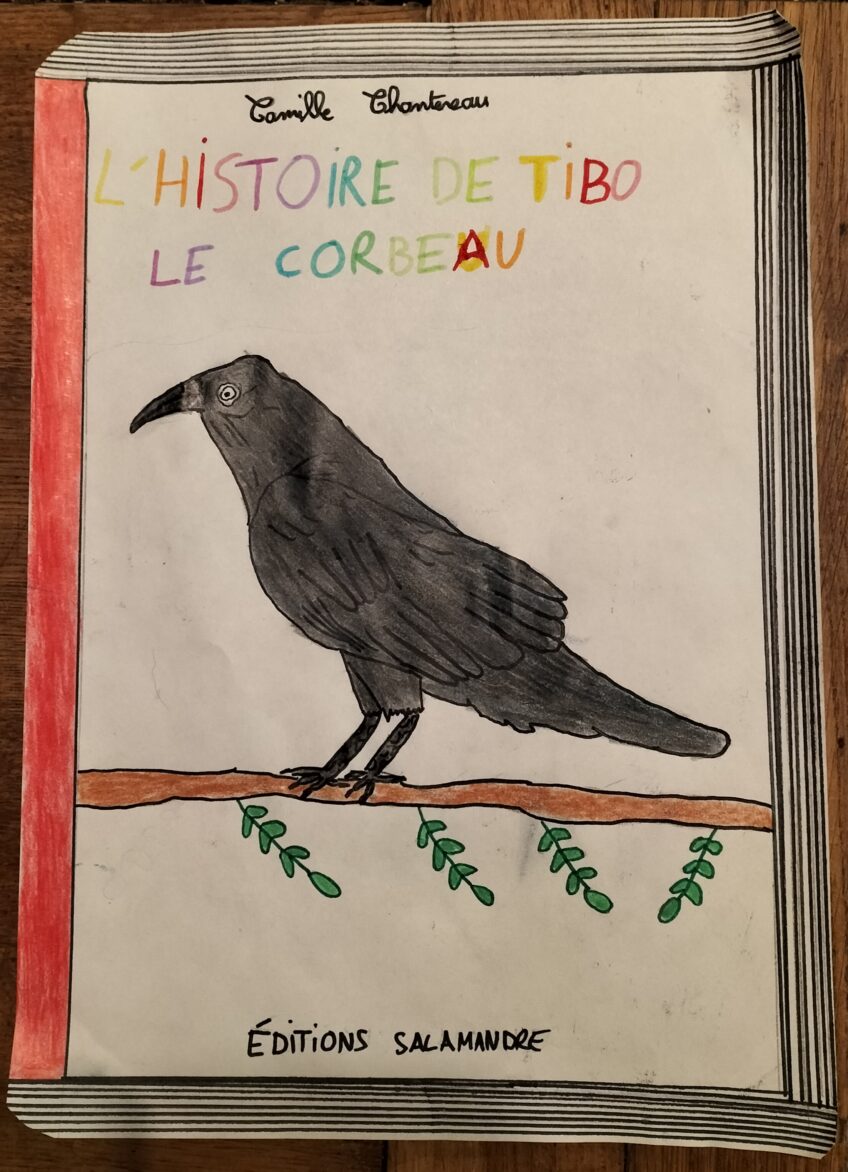 Camille Chantereau
L'HISTOIRE DE TIBO
LE CORBEAU
ÉDITIONS SALAMANDRE